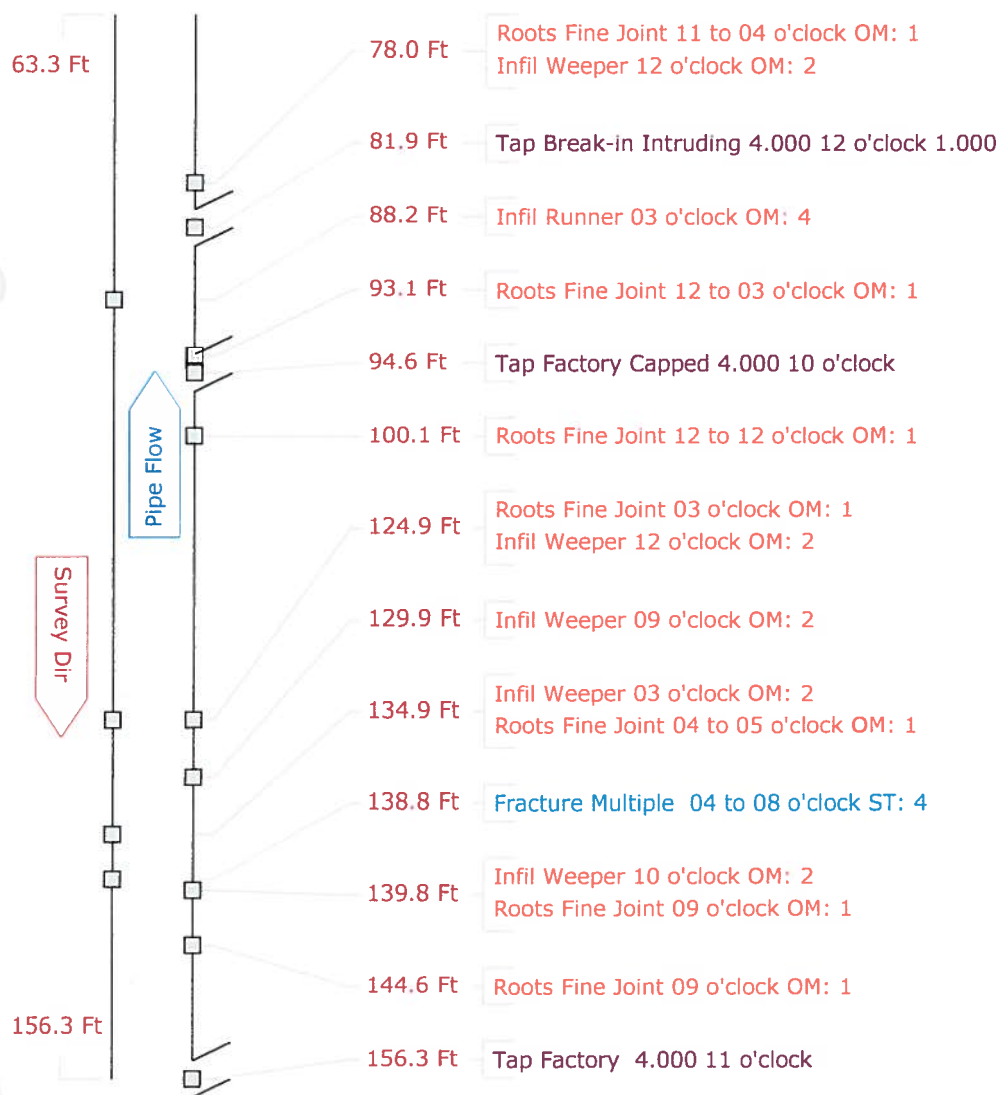 63.3 Ft
78.0 Ft
Roots Fine Joint 11 to 04 o'clock OM: 1
Infil Weeper 12 o'clock OM: 2
81.9 Ft
Tap Break-in Intruding 4.000 12 o'clock 1.000
88.2 Ft
Infil Runner 03 o'clock OM: 4
93.1 Ft
Roots Fine Joint 12 to 03 o'clock OM: 1
94.6 Ft
Tap Factory Capped 4.000 10 o'clock
100.1 Ft
Roots Fine Joint 12 to 12 o'clock OM: 1
Pipe Flow
124.9 Ft
Roots Fine Joint 03 o'clock OM: 1
Infil Weeper 12 o'clock OM: 2
Survey Dir
129.9 Ft
Infil Weeper 09 o'clock OM: 2
134.9 Ft
Infil Weeper 03 o'clock OM: 2
Roots Fine Joint 04 to 05 o'clock OM: 1
138.8 Ft
Fracture Multiple  04 to 08 o'clock ST: 4
139.8 Ft
Infil Weeper 10 o'clock OM: 2
Roots Fine Joint 09 o'clock OM: 1
144.6 Ft
Roots Fine Joint 09 o'clock OM: 1
156.3 Ft
156.3 Ft
Tap Factory  4.000 11 o'clock